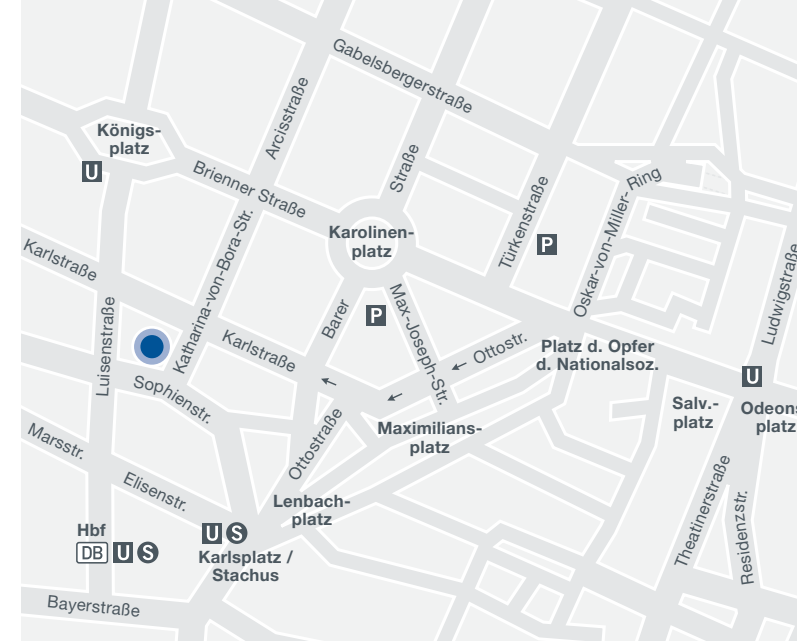 Gabelsbergerstraße
Arcisstraße
Königs-
platz
U
Brienner Straße
Straße
Türkenstraße
P
Oskar-von-Miller-Ring
Karolinen-
platz
Karlstraße
Katharina-von-Bora-Str.
Ludwigstraße
Luisenstraße
Karlstraße
Barer
P
Max-Joseph-Str.
Ottostr.
Platz d. Opfer
d. Nationalsoz.
U
Sophienstr.
Salv.-
platz
Odeons
platz
Marsstr.
Ottostraße
Maximilians-
platz
Elisenstr.
Lenbach-
platz
Theatinerstraße
Residenzstr.
Hbf
DB U S
U S
Karlsplatz /
Stachus
Bayerstraße